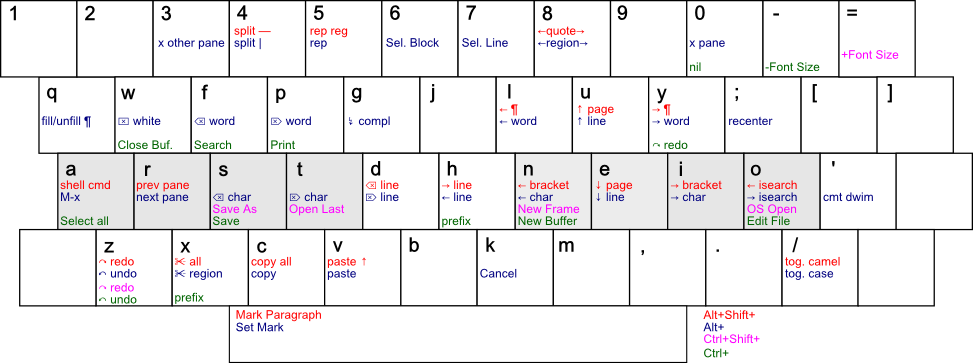 1 2 3 4 5 6 7 8 9 0 - =
split — rep reg ←quote→
x other pane split | rep Sel. Block Sel. Line ←region→ x pane
+Font Size
nil -Font Size
q w f p g j l u y ; [ ]
←¶ ↑ page →¶
fill/unfill ¶ ⌧ white ⌫ word ⌦ word ↯ compl ← word ↑ line → word recenter
Close Buf. Search Print ↷ redo
a r s t d h n e i o '
shell cmd prev pane ⌫ line → line ← bracket ↓ page → bracket ← isearch
M-x next pane ⌫ char ⌦ char ⌦ line ← line ← char ↓ line → char → isearch cmt dwim
Save As Open Last New Frame OS Open
Select all Save prefix New Buffer Edit File
z x c v b k m , . /
↷ redo ✂ all copy all paste ↑ tog. camel
↶ undo ✂ region copy paste Cancel tog. case
↷ redo
↶ undo prefix
Mark Paragraph Alt+Shift+
Set Mark Alt+
Ctrl+Shift+
Ctrl+